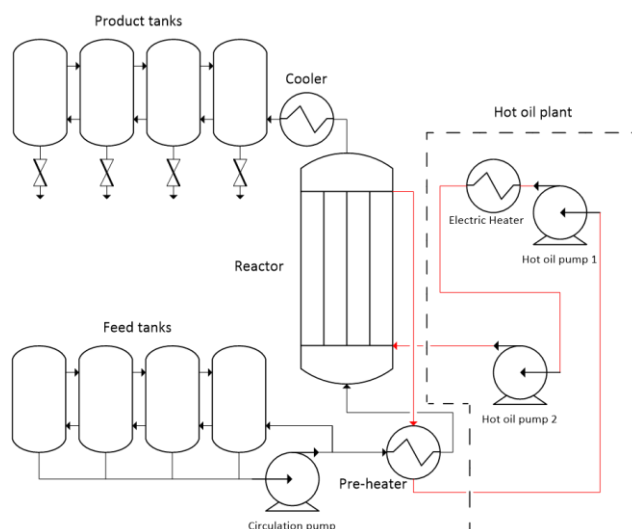 Product tanks
Cooler
Hot oil plant
Electric Heater
Hot oil pump 1
Reactor
Feed tanks
Hot oil pump 2
Pre-heater
Circulation pump